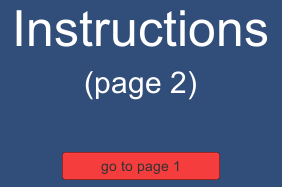 Instructions
(page 2)
go to page 1